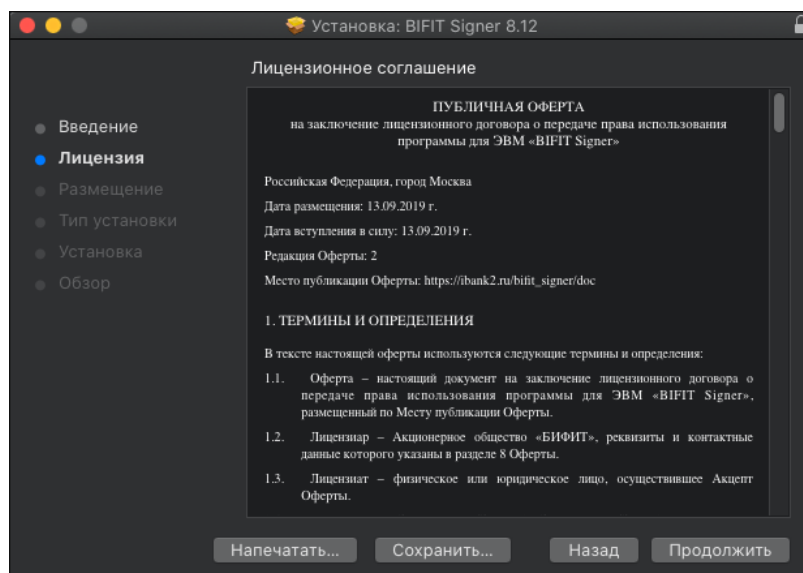 Установка: BIFIT Signer 8.12
Лицензионное соглашение
Введение
Лицензия
Размещение
Тип установки
Установка
Обзор
ПУБЛИЧНАЯ ОФЕРТА
на заключение лицензионного договора о передаче права использования
программы для ЭВМ «BIFIT Signer»
Российская Федерация, город Москва
Дата размещения: 13.09.2019 г.
Дата вступления в силу: 13.09.2019 г.
Редакция Оферты: 2
Место публикации Оферты: https://ibank2.ru/bifit_signer/doc
1. ТЕРМИНЫ И ОПРЕДЕЛЕНИЯ
В тексте настоящей оферты используются следующие термины и определения:
1.1. Оферта – настоящий документ на заключение лицензионного договора о
передаче права использования программы для ЭВМ «BIFIT Signer»,
размещенный по Месту публикации Оферты.
1.2. Лицензиар – Акционерное общество «БИФИТ», реквизиты и контактные
данные которого указаны в разделе 8 Оферты.
1.3. Лицензиат – физическое или юридическое лицо, осуществившее Акцепт
Оферты.
Напечатать... Сохранить... Назад Продолжить